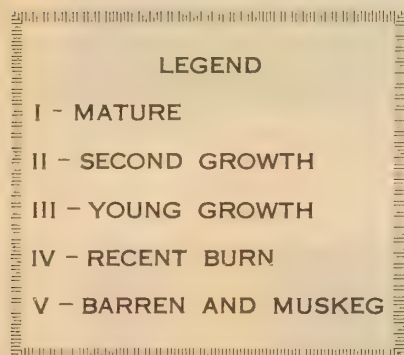 LEGEND
I - MATURE
II - SECOND GROWTH
III - YOUNG GROWTH
IV - RECENT BURN
V - BARREN AND MUSKEG